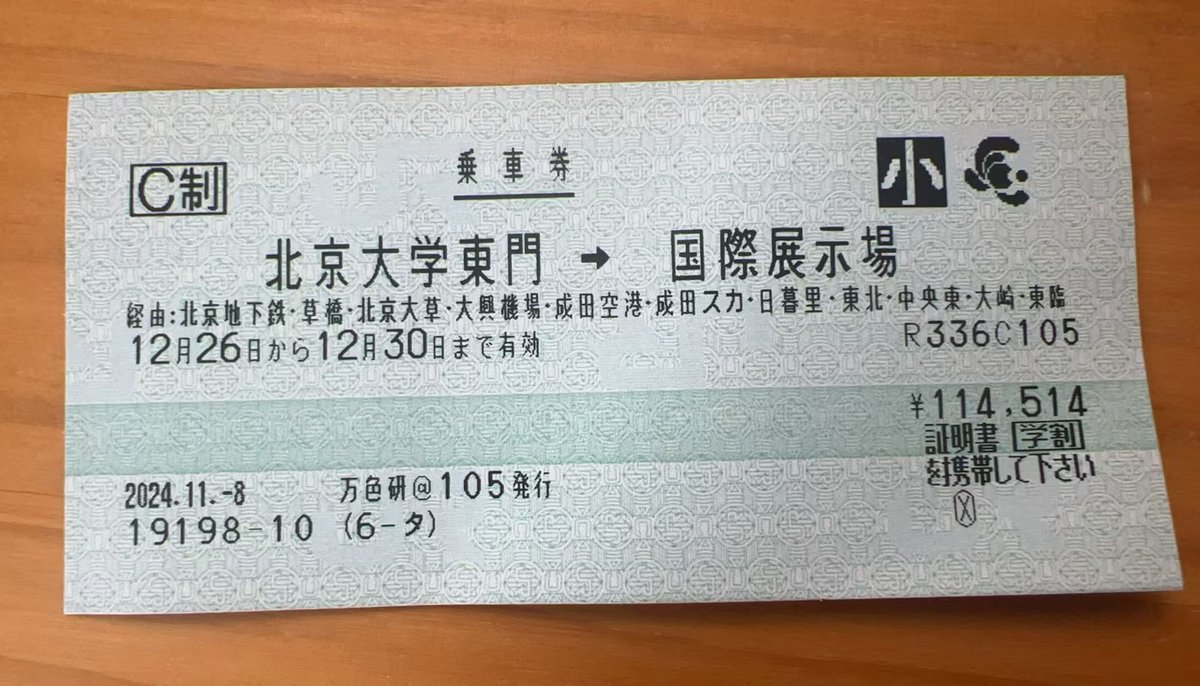 C制
乗車券
小
北京大学東門 → 国際展示場
経由:北京地下鉄・草橋・北京大草・大興機場・成田空港・成田スカ・日暮里・東北・中央東・大崎・東臨
12月26日から12月30日まで有効
R336C105
¥114,514
証明書 学割
を携帯して下さい
2024.11.-8 万色研@105発行
19198-10 (6-タ)